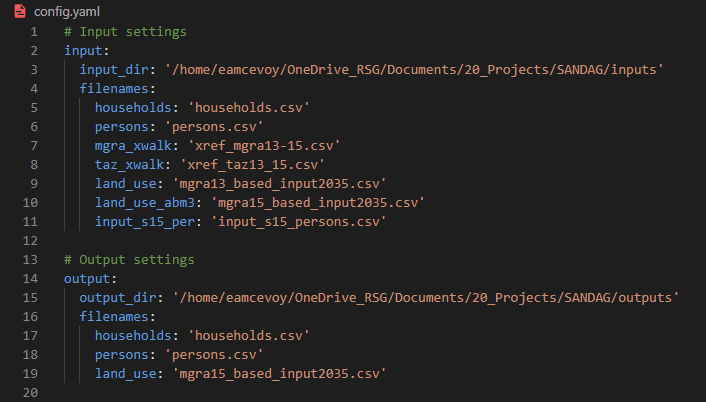 config.yaml
1 # Input settings
2 input:
3   input_dir: '/home/eamcevoy/OneDrive_RSG/Documents/20_Projects/SANDAG/inputs'
4   filenames:
5     households: 'households.csv'
6     persons: 'persons.csv'
7     mgra_xwalk: 'xref_mgra13-15.csv'
8     taz_xwalk: 'xref_taz13_15.csv'
9     land_use: 'mgra13_based_input2035.csv'
10     land_use_abm3: 'mgra15_based_input2035.csv'
11     input_s15_per: 'input_s15_persons.csv'
12
13 # Output settings
14 output:
15   output_dir: '/home/eamcevoy/OneDrive_RSG/Documents/20_Projects/SANDAG/outputs'
16   filenames:
17     households: 'households.csv'
18     persons: 'persons.csv'
19     land_use: 'mgra15_based_input2035.csv'
20